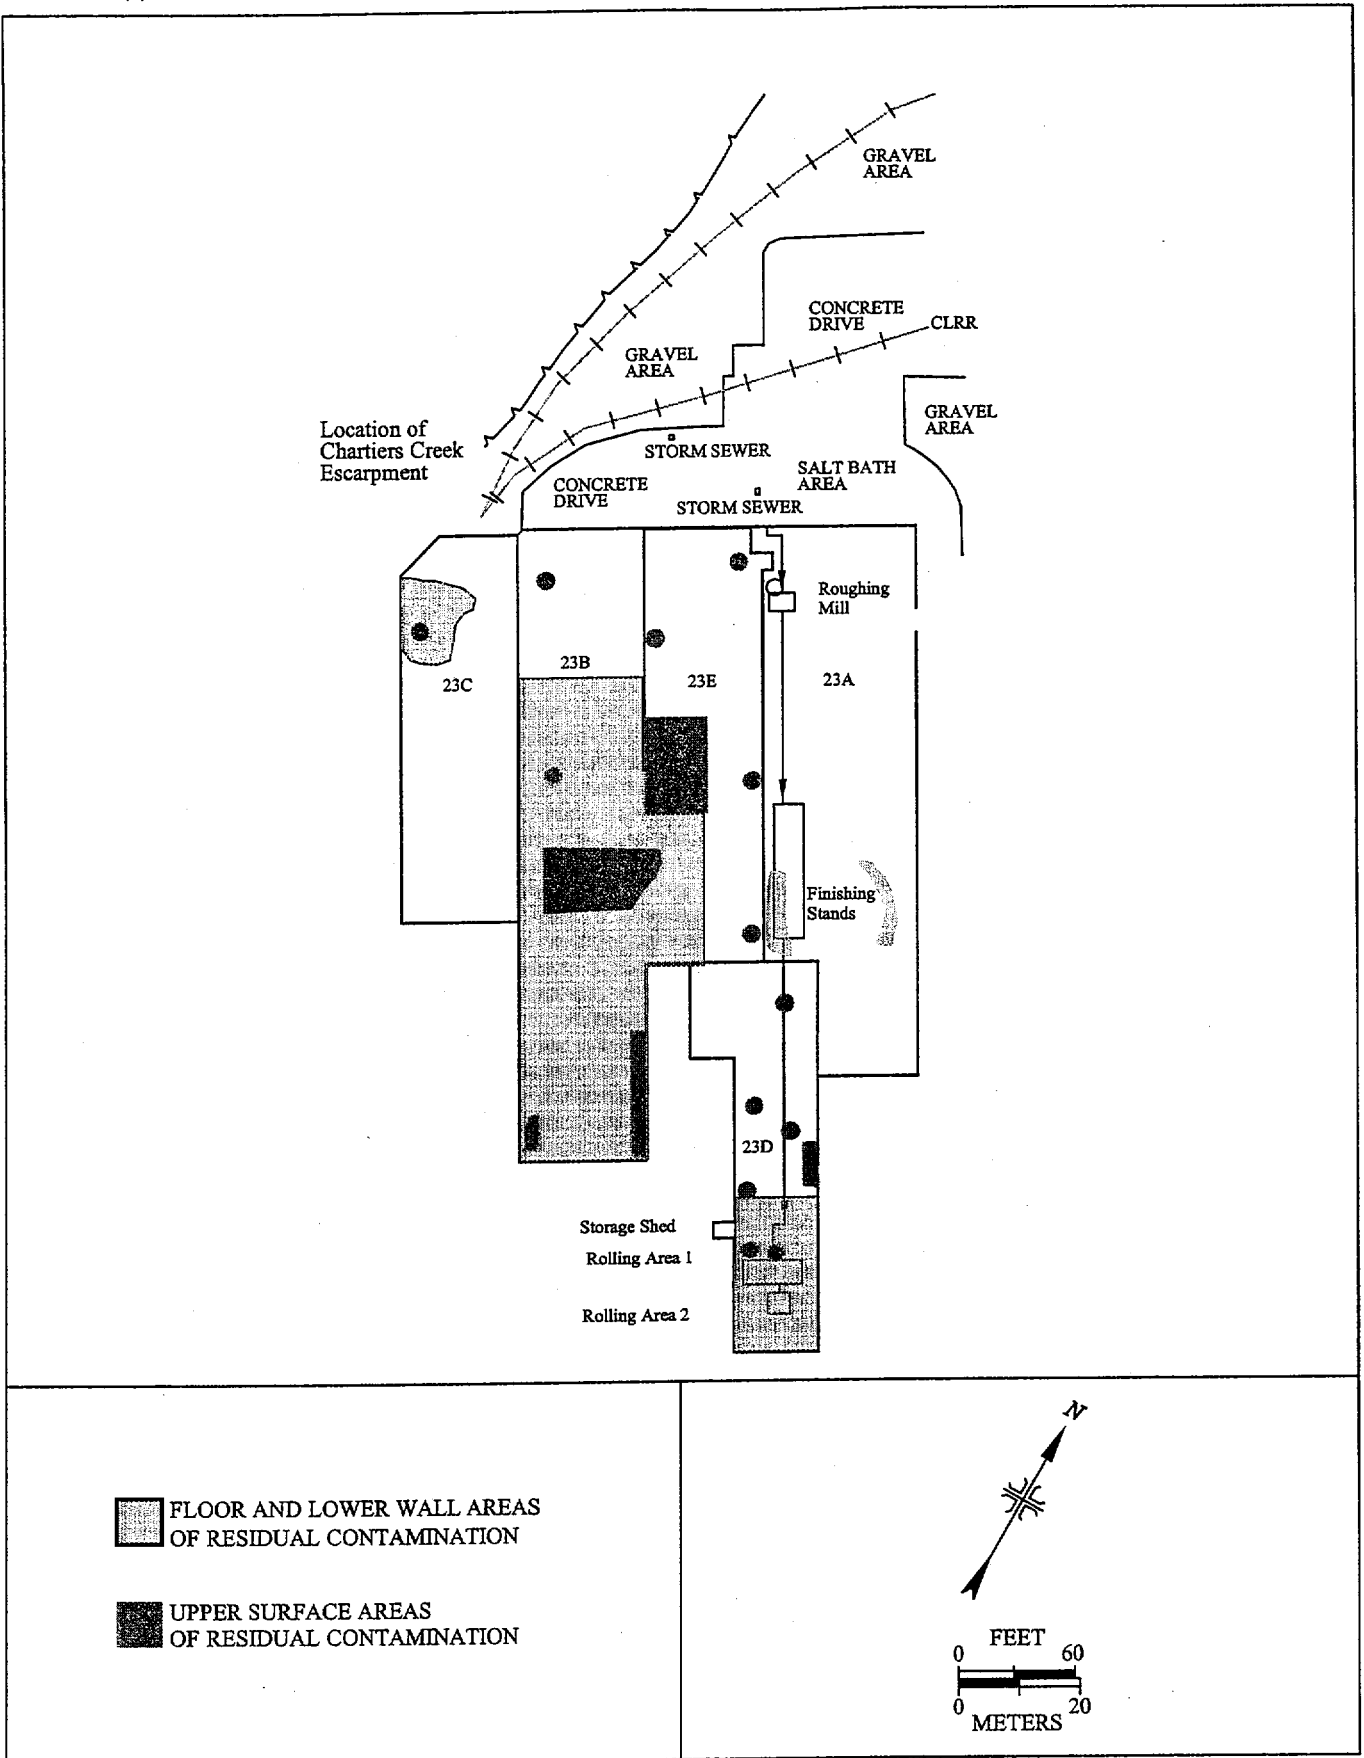 GRAVEL
AREA
CONCRETE
DRIVE
CLRR
GRAVEL
AREA
GRAVEL
AREA
Location of
Chartiers Creek
Escarpment
STORM SEWER
SALT BATH
AREA
CONCRETE
DRIVE
STORM SEWER
Roughing
Mill
23B
23C
23E
23A
Finishing
Stands
23D
Storage Shed
Rolling Area 1
Rolling Area 2
FLOOR AND LOWER WALL AREAS
OF RESIDUAL CONTAMINATION
UPPER SURFACE AREAS
OF RESIDUAL CONTAMINATION
N
FEET
0 60
0 20
METERS